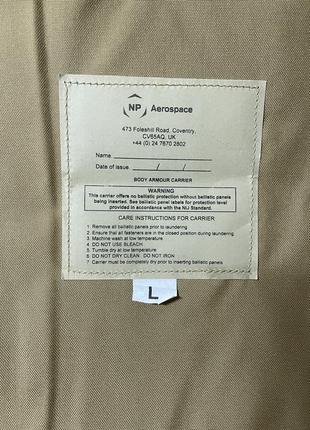 NP Aerospace
473 Foleshill Road, Coventry,
CV65AQ, UK
+44 (0) 24 7870 2802
Name
Date of issue / /
BODY ARMOUR CARRIER
WARNING
This carrier offers no ballistic protection without ballistic panels
being inserted. See ballistic panel labels for protection level
provided in accordance with the NIJ Standard.
CARE INSTRUCTIONS FOR CARRIER
1 Remove all ballistic panels prior to laundering
2 Ensure that all fasteners are in the closed position during laundering
3 Machine wash at low temperature
4 DO NOT USE BLEACH
5 Tumble dry at low temperature
6 DO NOT DRY CLEAN: DO NOT IRON
7 Carrier must be completely dry prior to inserting ballistic panels
L